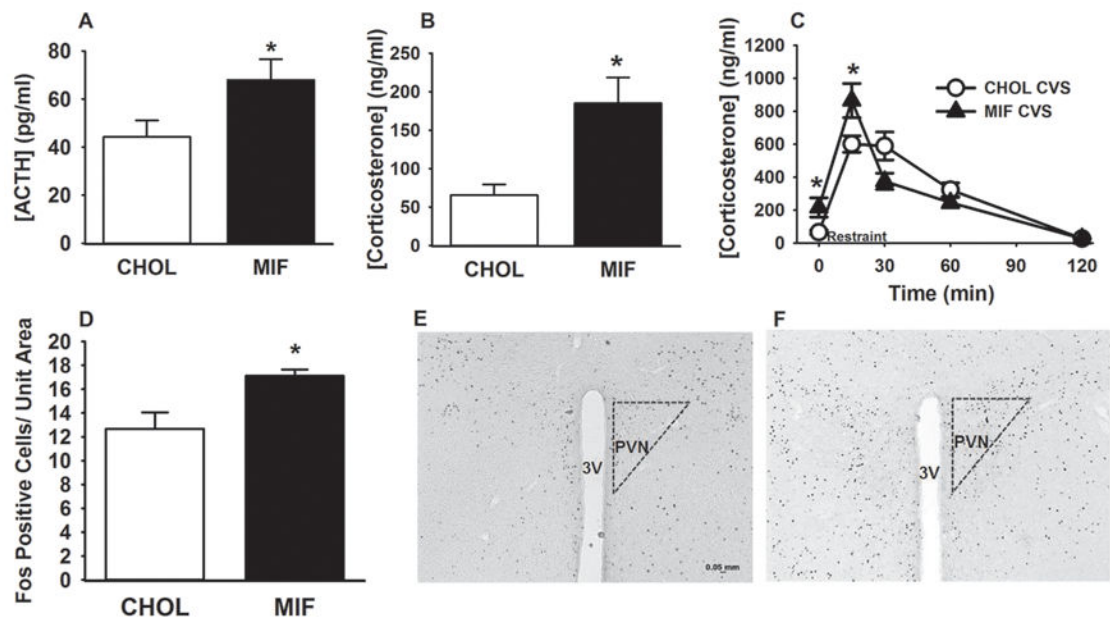 A
[ACTH] (pg/ml)
80
60
40
20
0
*
CHOL
MIF
B
[Corticosterone] (ng/ml)
250
200
150
100
50
0
*
CHOL
MIF
C
[Corticosterone] (ng/ml)
1200
1000
800
600
400
200
0
*
*
CHOL CVS
MIF CVS
Restraint
0
30
60
90
120
Time (min)
D
Fos Positive Cells/ Unit Area
20
18
16
14
12
10
8
6
4
2
0
*
CHOL
MIF
E
3V
PVN
0.05 mm
F
3V
PVN